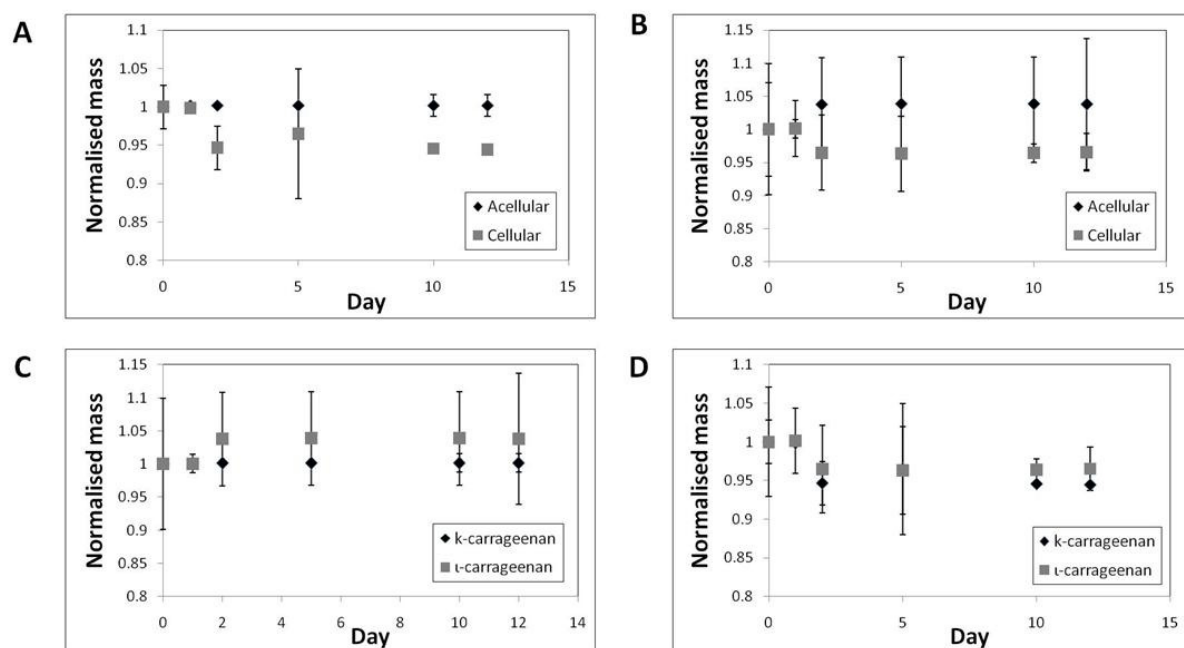 A
Normalised mass
1.1
1.05
1
0.95
0.9
0.85
0.8
0
5
10
15
Day
Acellular
Cellular
B
Normalised mass
1.15
1.1
1.05
1
0.95
0.9
0.85
0.8
0
5
10
15
Day
Acellular
Cellular
C
Normalised mass
1.15
1.1
1.05
1
0.95
0.9
0.85
0.8
0
2
4
6
8
10
12
14
Day
k-carrageenan
ι-carrageenan
D
Normalised mass
1.1
1.05
1
0.95
0.9
0.85
0.8
0
5
10
15
Day
k-carrageenan
ι-carrageenan